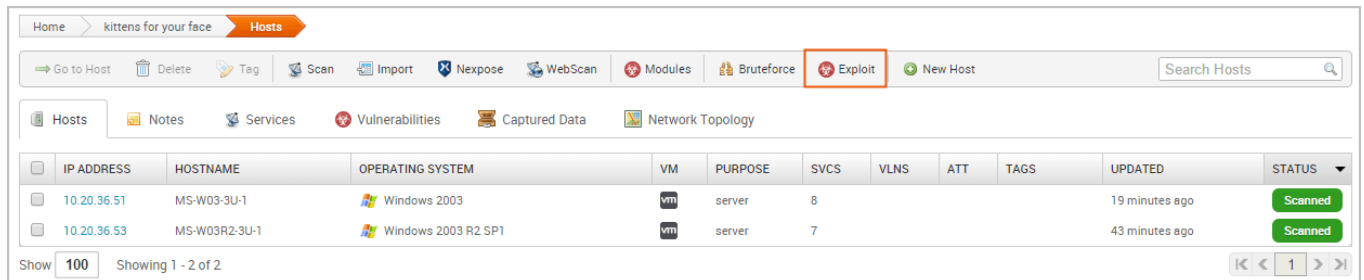 Home kittens for your face Hosts
Go to Host Delete Tag Scan Import Nexpose WebScan Modules Bruteforce Exploit New Host Search Hosts
Hosts Notes Services Vulnerabilities Captured Data Network Topology
IP ADDRESS HOSTNAME OPERATING SYSTEM VM PURPOSE SVCS VLNS ATT TAGS UPDATED STATUS
10.20.36.51 MS-W03-3U-1 Windows 2003 vm server 8 19 minutes ago Scanned
10.20.36.53 MS-W03R2-3U-1 Windows 2003 R2 SP1 vm server 7 43 minutes ago Scanned
Show 100 Showing 1 - 2 of 2 1